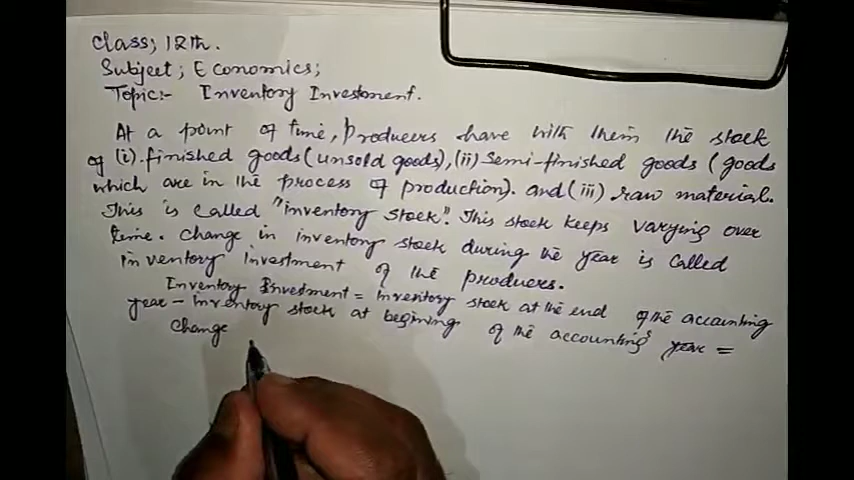 Class; 12th.
Subject; Economics;
Topic:- Inventory Investment.
At a point of time, producers have with them the stock
of (i). finished goods (unsold goods), (ii) Semi-finished goods (goods
which are in the process of production). and (iii) raw material.
This is called "inventory stock". This stock keeps varying over
time. Change in inventory stock during the year is called
inventory investment of the producers.
Inventory Investment = inventory stock at the end of the accounting
year - inventory stock at begining of the accounting year =
Change